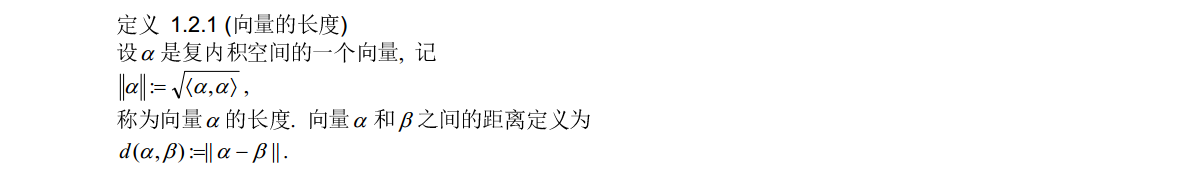 定义 1.2.1 (向量的长度)
设α是复内积空间的一个向量, 记
‖α‖:=√⟨α,α⟩,
称为向量α的长度. 向量α和β之间的距离定义为
d(α,β):=‖α−β‖.